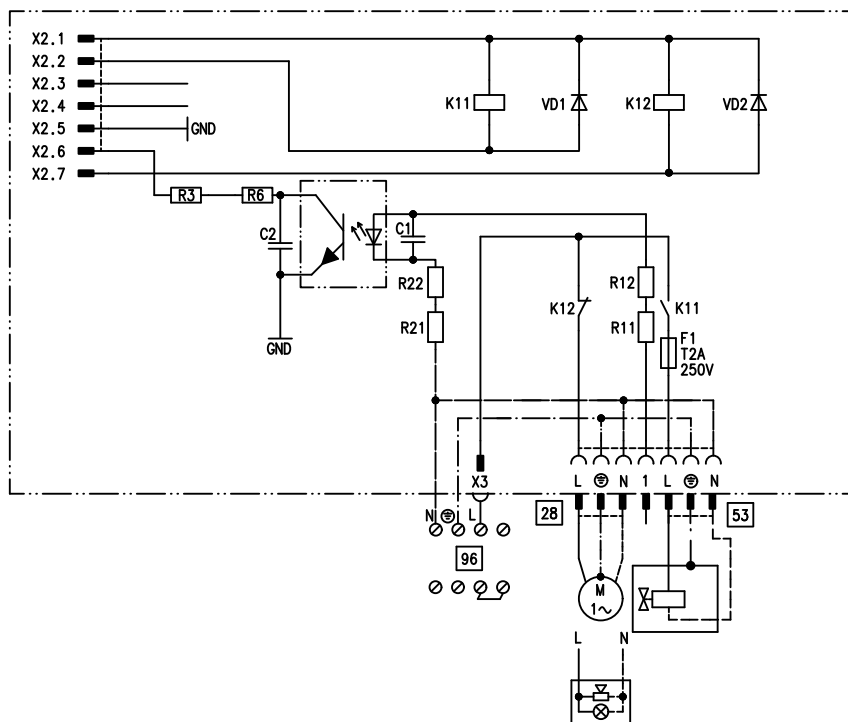 X2.1
X2.2
X2.3
X2.4
X2.5
GND
X2.6
X2.7
K11
VD1
K12
VD2
R3
R6
C2
C1
R22
R21
GND
K12
R12
R11
K11
F1
T2A
250V
X3
L
N
1
L
N
N
L
28
53
96
M
1~
L
N